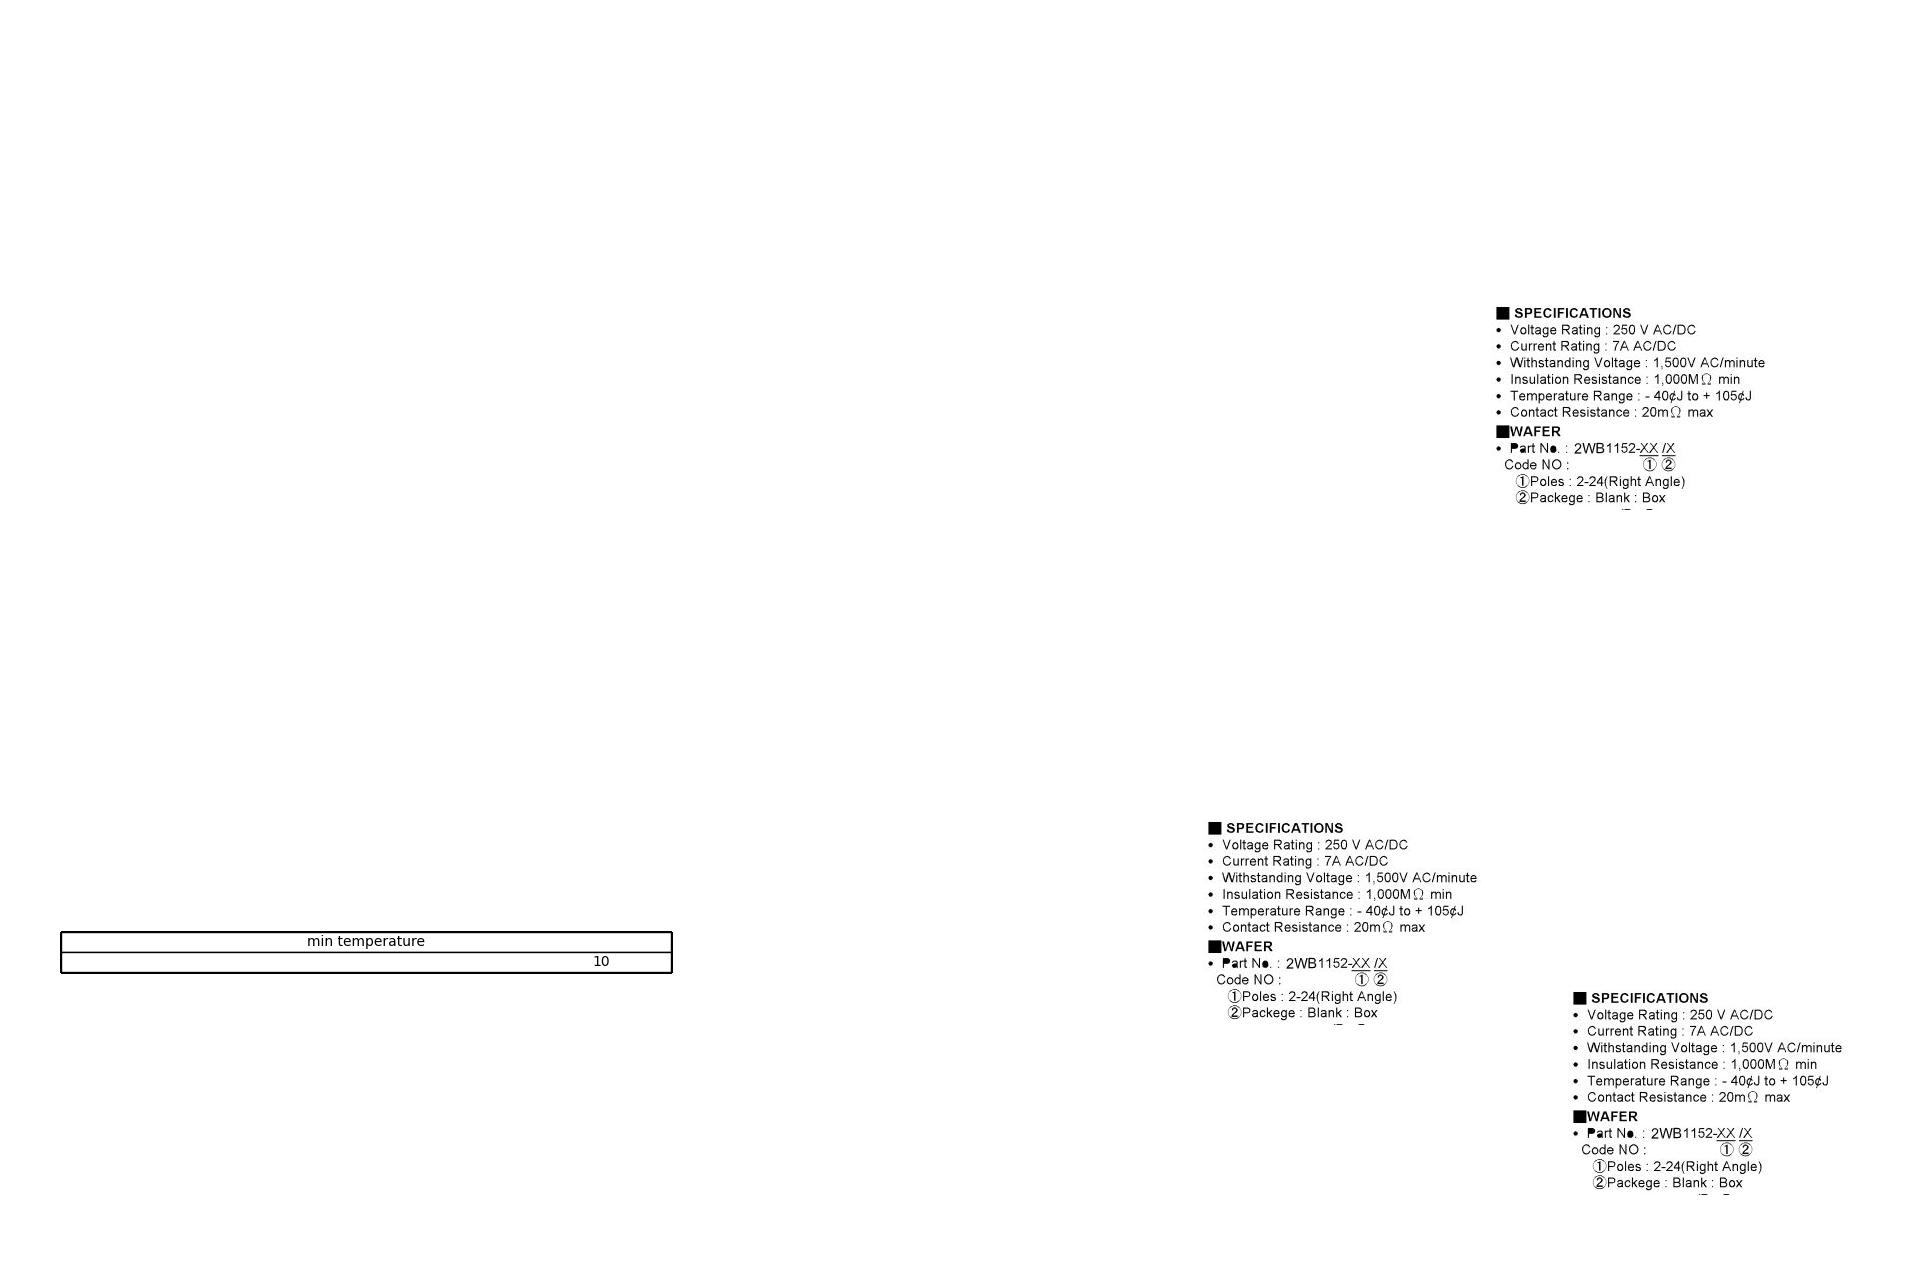 ■ SPECIFICATIONS
• Voltage Rating : 250 V AC/DC
• Current Rating : 7A AC/DC
• Withstanding Voltage : 1,500V AC/minute
• Insulation Resistance : 1,000MΩ min
• Temperature Range : - 40¢J to + 105¢J
• Contact Resistance : 20mΩ max
■WAFER
• Part No. : 2WB1152-XX /X
Code NO : ① ②
①Poles : 2-24(Right Angle)
②Packege : Blank : Box
■ SPECIFICATIONS
• Voltage Rating : 250 V AC/DC
• Current Rating : 7A AC/DC
• Withstanding Voltage : 1,500V AC/minute
• Insulation Resistance : 1,000MΩ min
• Temperature Range : - 40¢J to + 105¢J
• Contact Resistance : 20mΩ max
■WAFER
• Part No. : 2WB1152-XX /X
Code NO : ① ②
①Poles : 2-24(Right Angle)
②Packege : Blank : Box
min temperature
10
■ SPECIFICATIONS
• Voltage Rating : 250 V AC/DC
• Current Rating : 7A AC/DC
• Withstanding Voltage : 1,500V AC/minute
• Insulation Resistance : 1,000MΩ min
• Temperature Range : - 40¢J to + 105¢J
• Contact Resistance : 20mΩ max
■WAFER
• Part No. : 2WB1152-XX /X
Code NO : ① ②
①Poles : 2-24(Right Angle)
②Packege : Blank : Box